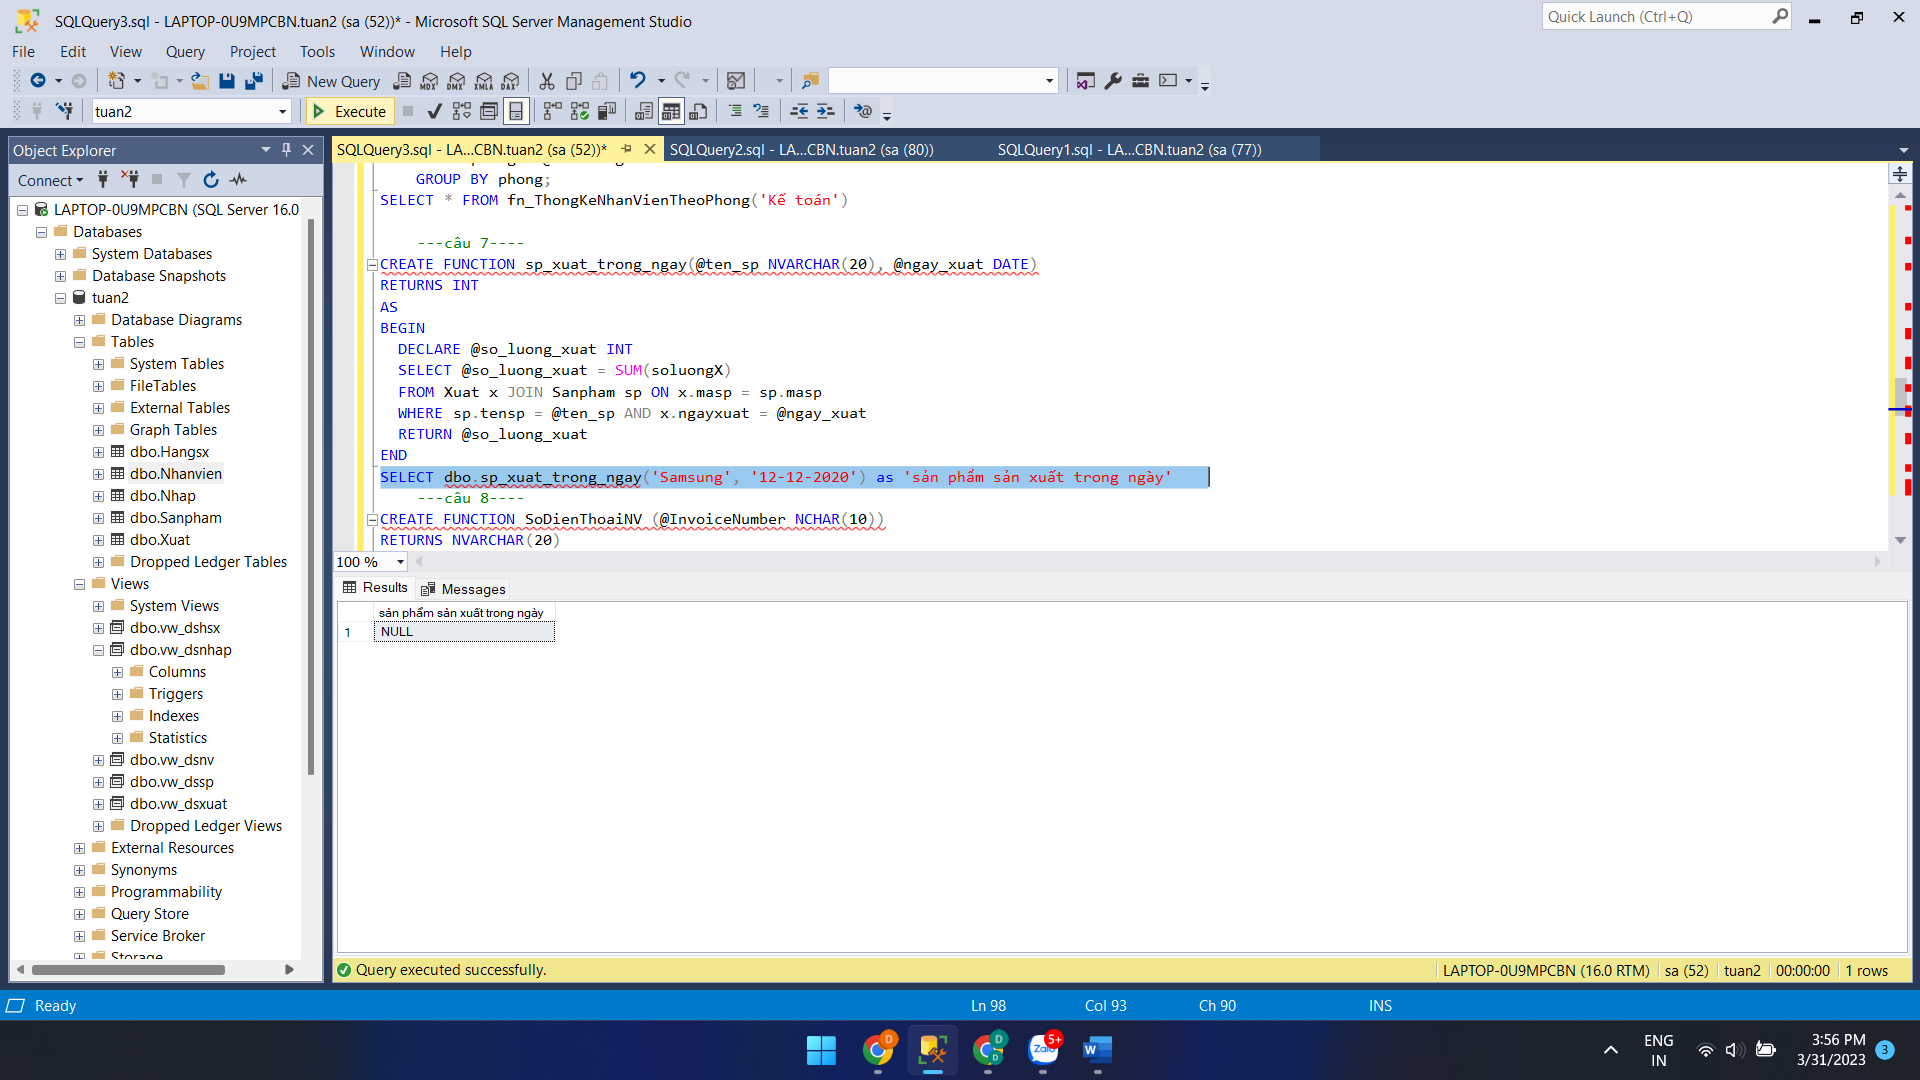 SQLQuery3.sql - LAPTOP-0U9MPCBN.tuan2 (sa (52))* - Microsoft SQL Server Management Studio
Quick Launch (Ctrl+Q)
File Edit View Query Project Tools Window Help
New Query
MDX DMX XMLA DAX
tuan2
Execute
Object Explorer
Connect
LAPTOP-0U9MPCBN (SQL Server 16.0
Databases
System Databases
Database Snapshots
tuan2
Database Diagrams
Tables
System Tables
FileTables
External Tables
Graph Tables
dbo.Hangsx
dbo.Nhanvien
dbo.Nhap
dbo.Sanpham
dbo.Xuat
Dropped Ledger Tables
Views
System Views
dbo.vw_dshsx
dbo.vw_dsnhap
Columns
Triggers
Indexes
Statistics
dbo.vw_dsnv
dbo.vw_dssp
dbo.vw_dsxuat
Dropped Ledger Views
External Resources
Synonyms
Programmability
Query Store
Service Broker
Storage
SQLQuery3.sql - LA...CBN.tuan2 (sa (52))*
SQLQuery2.sql - LA...CBN.tuan2 (sa (80))
SQLQuery1.sql - LA...CBN.tuan2 (sa (77))
GROUP BY phong;
SELECT * FROM fn_ThongKeNhanVienTheoPhong('Kế toán')
---câu 7----
CREATE FUNCTION sp_xuat_trong_ngay(@ten_sp NVARCHAR(20), @ngay_xuat DATE)
RETURNS INT
AS
BEGIN
DECLARE @so_luong_xuat INT
SELECT @so_luong_xuat = SUM(soluongX)
FROM Xuat x JOIN Sanpham sp ON x.masp = sp.masp
WHERE sp.tensp = @ten_sp AND x.ngayxuat = @ngay_xuat
RETURN @so_luong_xuat
END
SELECT dbo.sp_xuat_trong_ngay('Samsung', '12-12-2020') as 'sản phẩm sản xuất trong ngày'
---câu 8----
CREATE FUNCTION SoDienThoaiNV (@InvoiceNumber NCHAR(10))
RETURNS NVARCHAR(20)
100 %
Results Messages
sản phẩm sản xuất trong ngày
1 NULL
Query executed successfully.
LAPTOP-0U9MPCBN (16.0 RTM) sa (52) tuan2 00:00:00 1 rows
Ready
Ln 98 Col 93 Ch 90 INS
D
D
D
Zalo
5+
W
ENG
IN
3:56 PM
3/31/2023
3